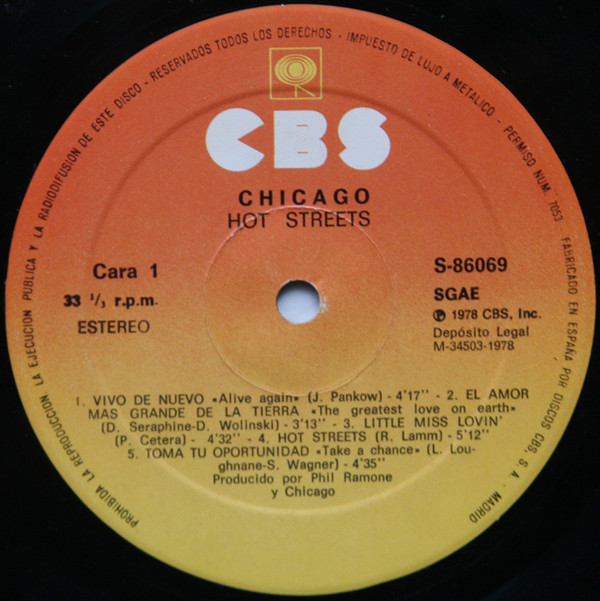 PROHIBIDA LA REPRODUCCION, LA EJECUCION PUBLICA Y LA RADIODIFUSION DE ESTE DISCO - RESERVADOS TODOS LOS DERECHOS - IMPUESTO DE LUJO A METALICO - PERMISO NUM. 7053
FABRICADO EN ESPAÑA POR DISCOS CBS, S. A. - MADRID
CBS
CHICAGO
HOT STREETS
Cara 1
33 1/3 r.p.m.
ESTEREO
S-86069
SGAE
℗ 1978 CBS, Inc.
Depósito Legal
M-34503-1978
1. VIVO DE NUEVO «Alive again» (J. Pankow) - 4'17" - 2. EL AMOR
MAS GRANDE DE LA TIERRA «The greatest love on earth»
(D. Seraphine-D. Wolinski) - 3'13" - 3. LITTLE MISS LOVIN'
(P. Cetera) - 4'32" - 4. HOT STREETS (R. Lamm) - 5'12"
5. TOMA TU OPORTUNIDAD «Take a chance» (L. Lou-
ghnane-S. Wagner) - 4'35"
Producido por Phil Ramone
y Chicago